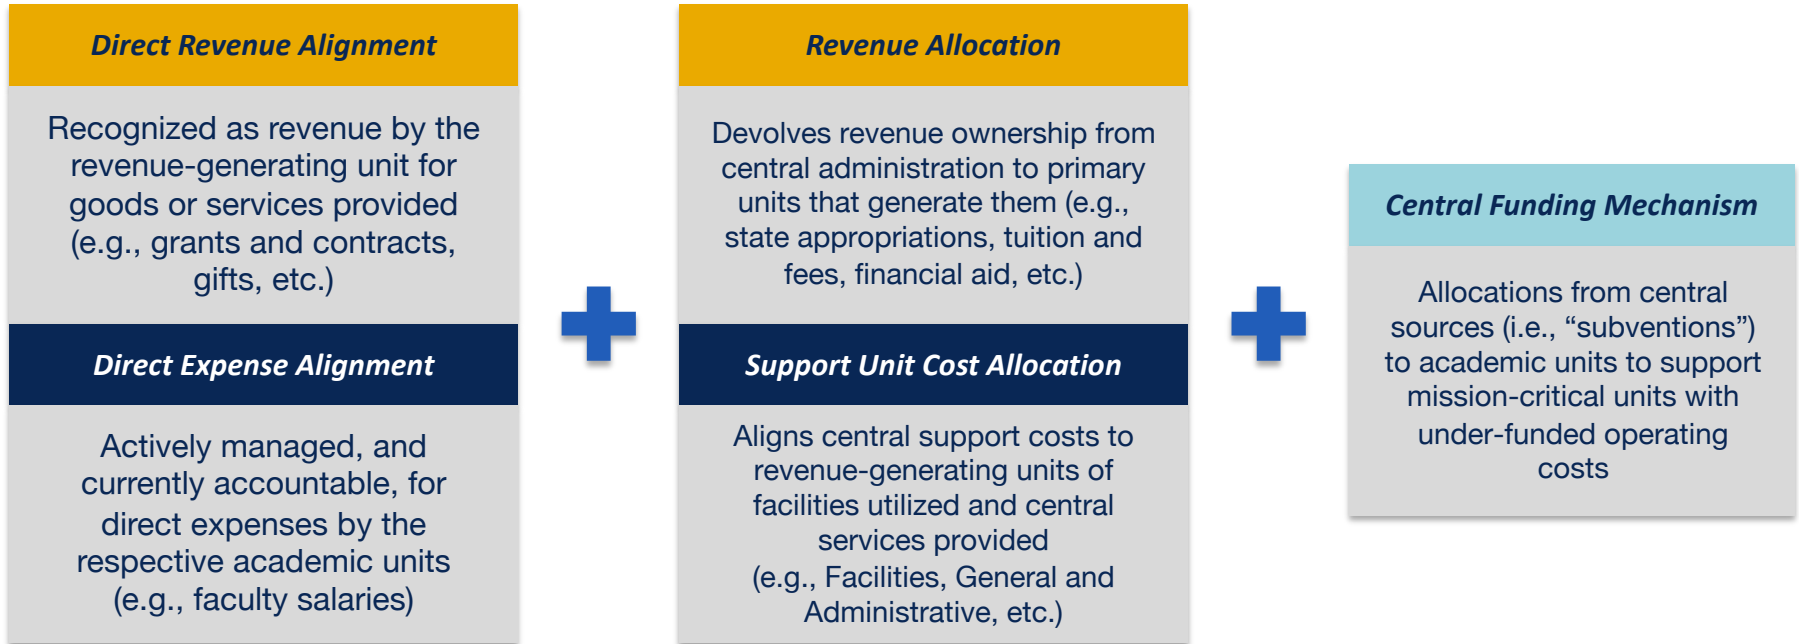 Direct Revenue Alignment
Recognized as revenue by the
revenue-generating unit for
goods or services provided
(e.g., grants and contracts,
gifts, etc.)
Direct Expense Alignment
Actively managed, and
currently accountable, for
direct expenses by the
respective academic units
(e.g., faculty salaries)
Revenue Allocation
Devolves revenue ownership from
central administration to primary
units that generate them (e.g.,
state appropriations, tuition and
fees, financial aid, etc.)
Support Unit Cost Allocation
Aligns central support costs to
revenue-generating units of
facilities utilized and central
services provided
(e.g., Facilities, General and
Administrative, etc.)
Central Funding Mechanism
Allocations from central
sources (i.e., “subventions”)
to academic units to support
mission-critical units with
under-funded operating
costs